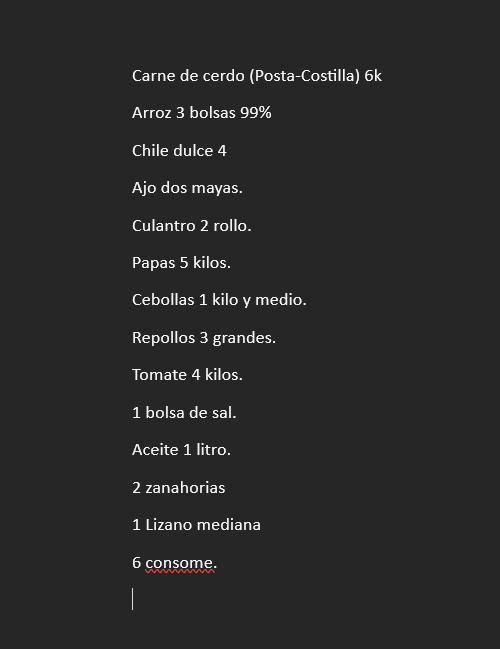 Carne de cerdo (Posta-Costilla) 6k
Arroz 3 bolsas 99%
Chile dulce 4
Ajo dos mayas.
Culantro 2 rollo.
Papas 5 kilos.
Cebollas 1 kilo y medio.
Repollos 3 grandes.
Tomate 4 kilos.
1 bolsa de sal.
Aceite 1 litro.
2 zanahorias
1 Lizano mediana
6 consome.